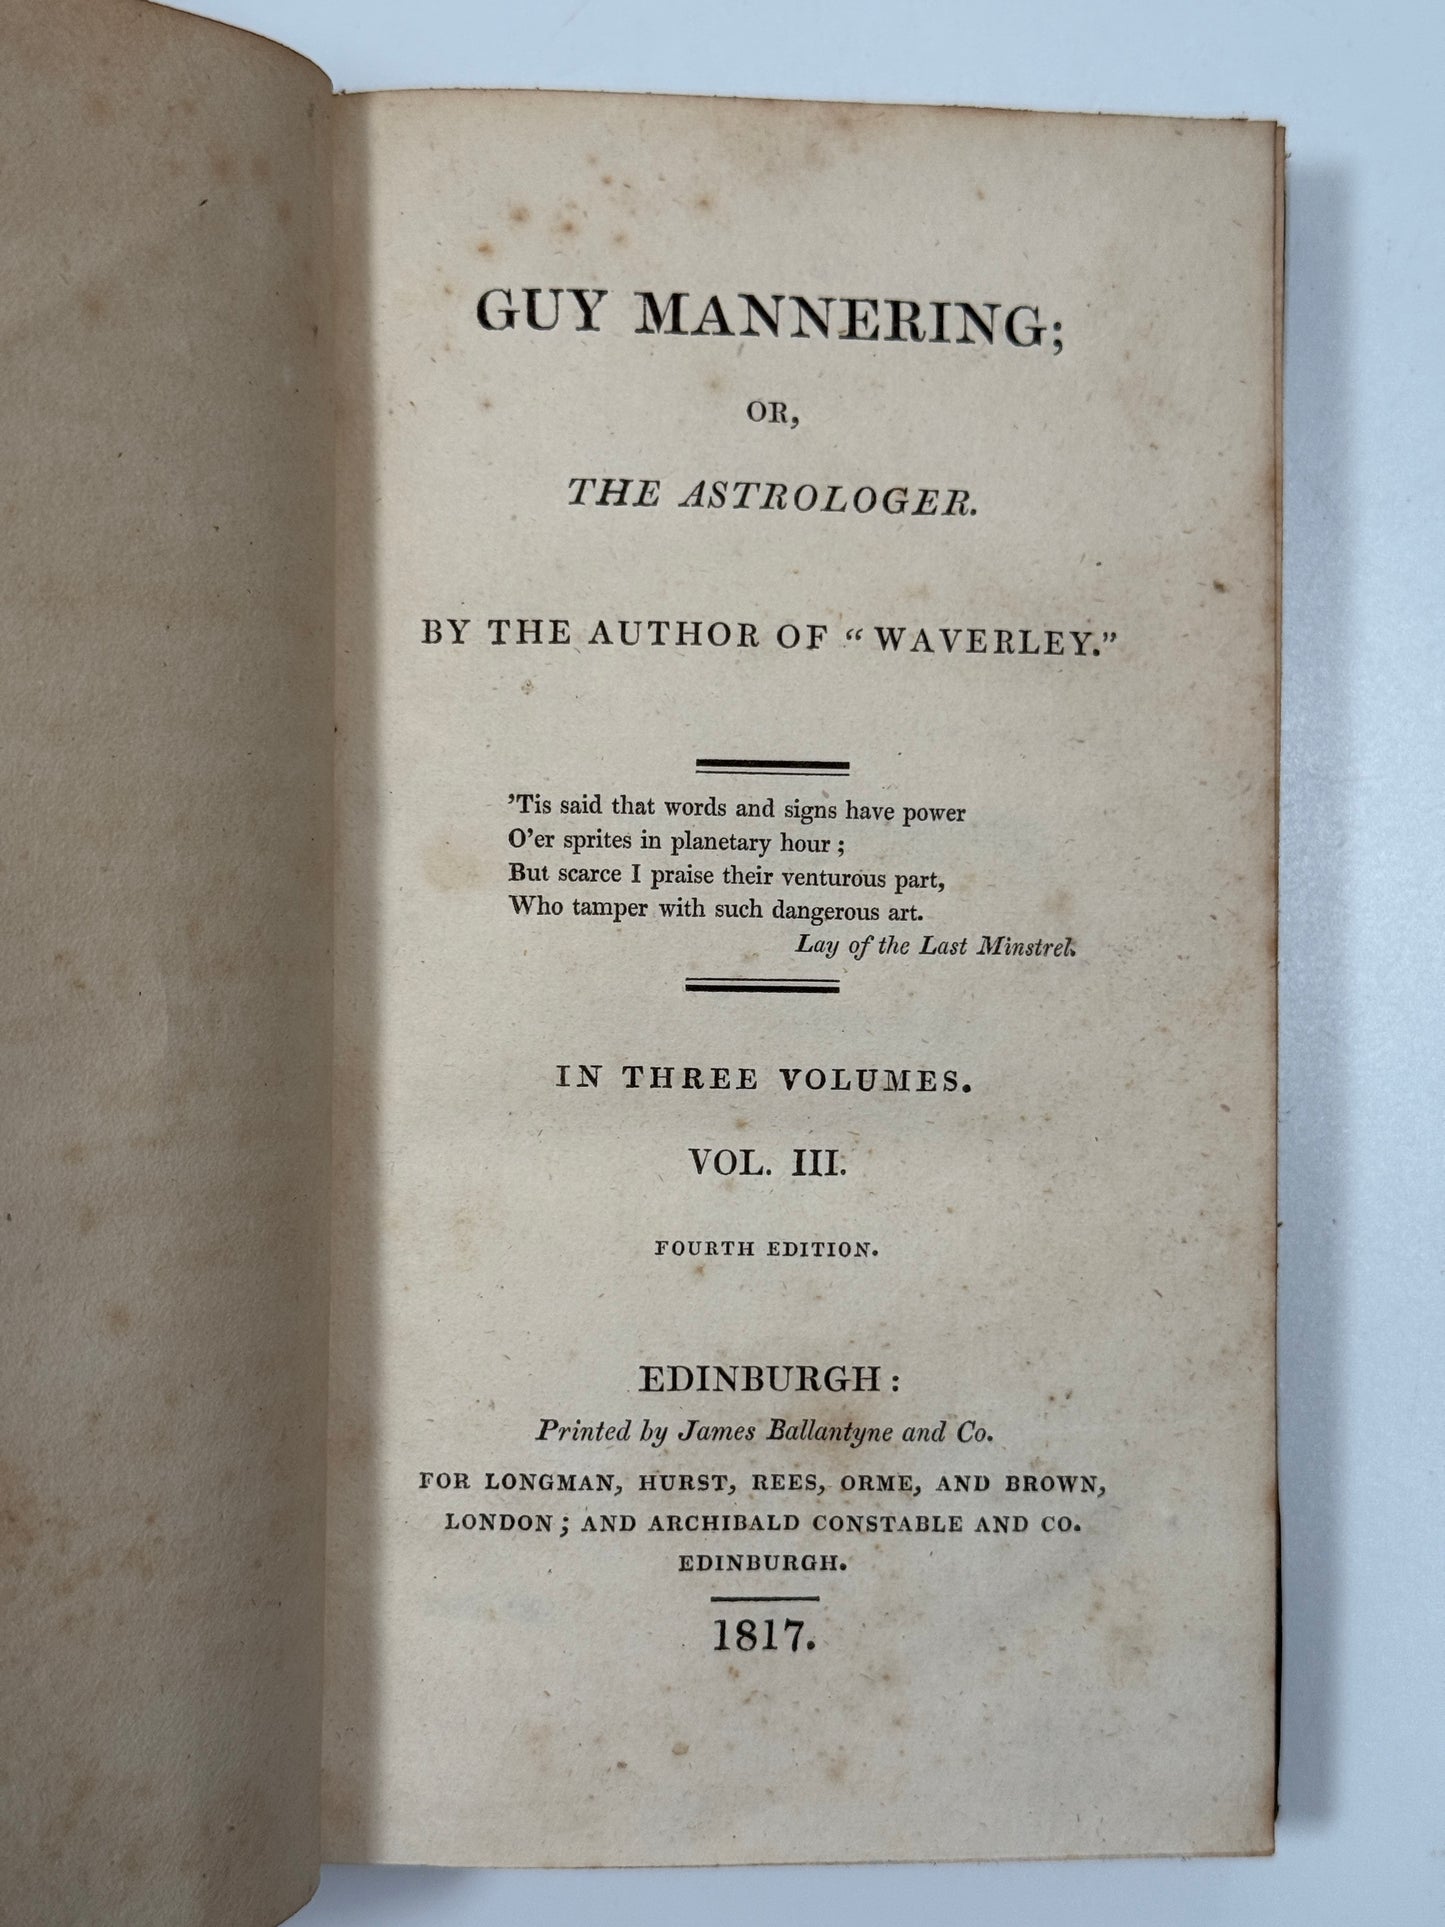 GUY MANNERING;
OR,
THE ASTROLOGER.
BY THE AUTHOR OF “WAVERLEY.”
’Tis said that words and signs have power
O’er sprites in planetary hour ;
But scarce I praise their venturous part,
Who tamper with such dangerous art.
Lay of the Last Minstrel.
IN THREE VOLUMES.
VOL. III.
FOURTH EDITION.
EDINBURGH :
Printed by James Ballantyne and Co.
FOR LONGMAN, HURST, REES, ORME, AND BROWN,
LONDON ; AND ARCHIBALD CONSTABLE AND CO.
EDINBURGH.
1817.